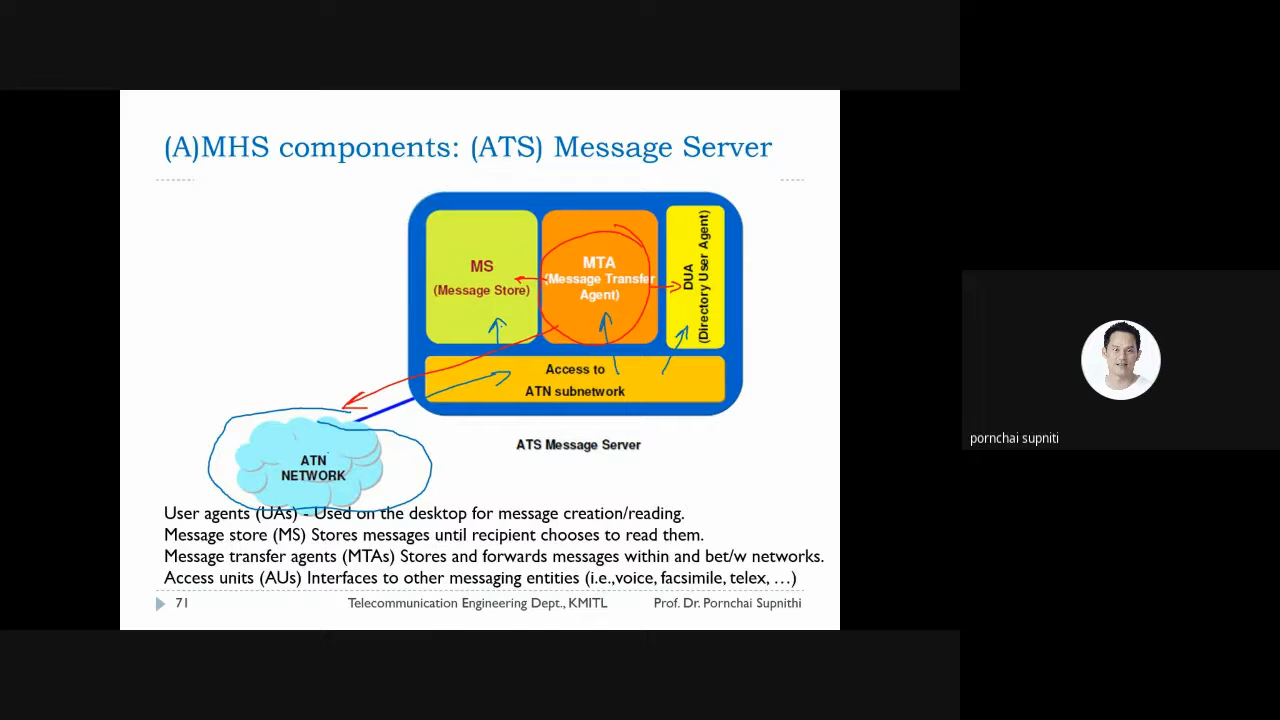 (A)MHS components: (ATS) Message Server
MS
(Message Store)
MTA
(Message Transfer
Agent)
DUA
(Directory User Agent)
Access to
ATN subnetwork
ATN
NETWORK
ATS Message Server
User agents (UAs) - Used on the desktop for message creation/reading.
Message store (MS) Stores messages until recipient chooses to read them.
Message transfer agents (MTAs) Stores and forwards messages within and bet/w networks.
Access units (AUs) Interfaces to other messaging entities (i.e.,voice, facsimile, telex, …)
71
Telecommunication Engineering Dept., KMITL
Prof. Dr. Pornchai Supnithi
pornchai supniti